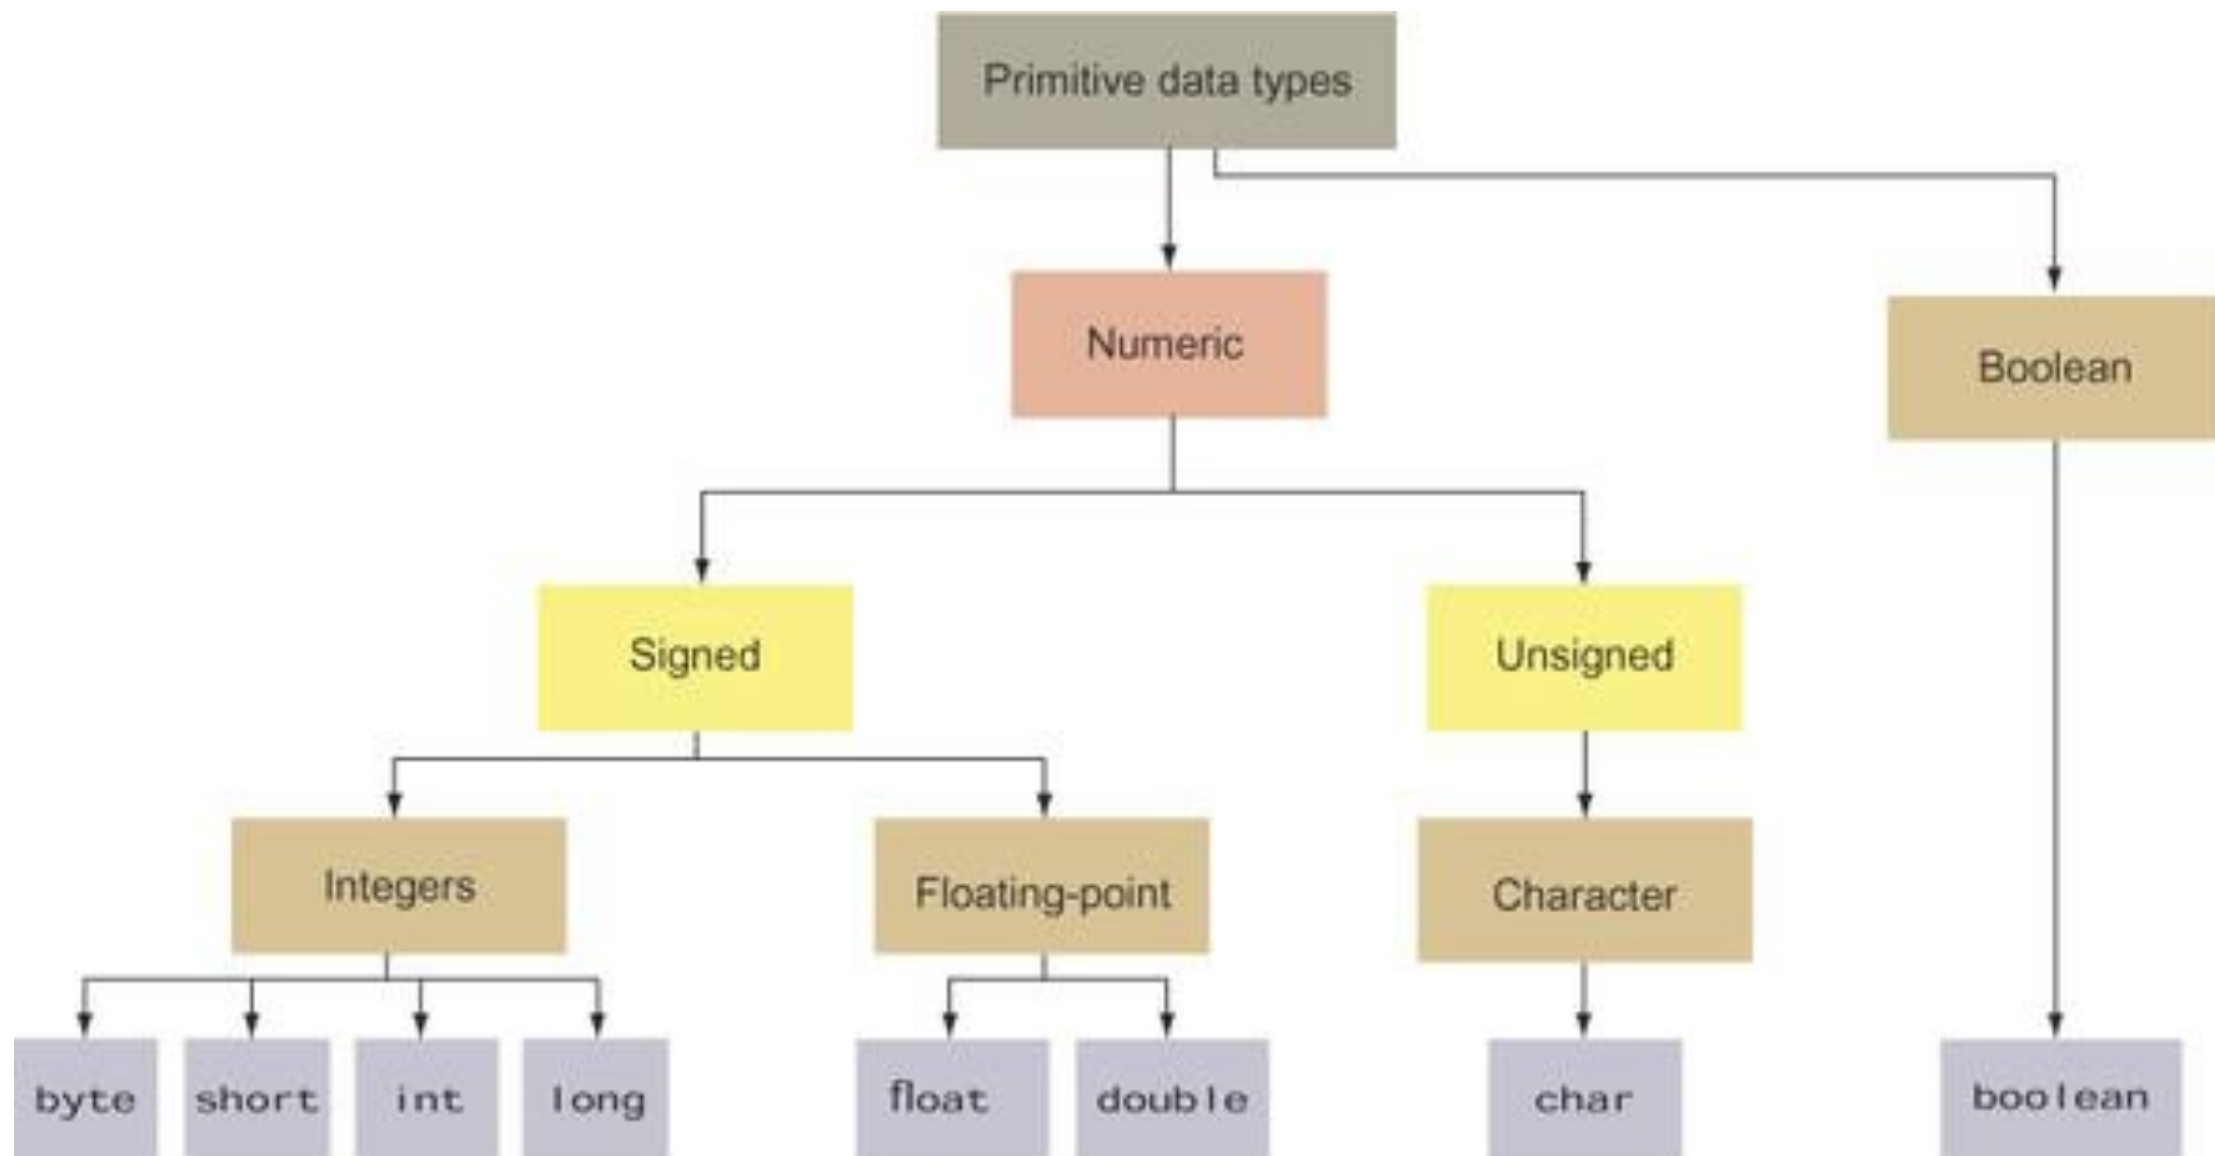 Primitive data types
Numeric
Boolean
Signed
Unsigned
Integers
Floating-point
Character
byte
short
int
long
float
double
char
boolean